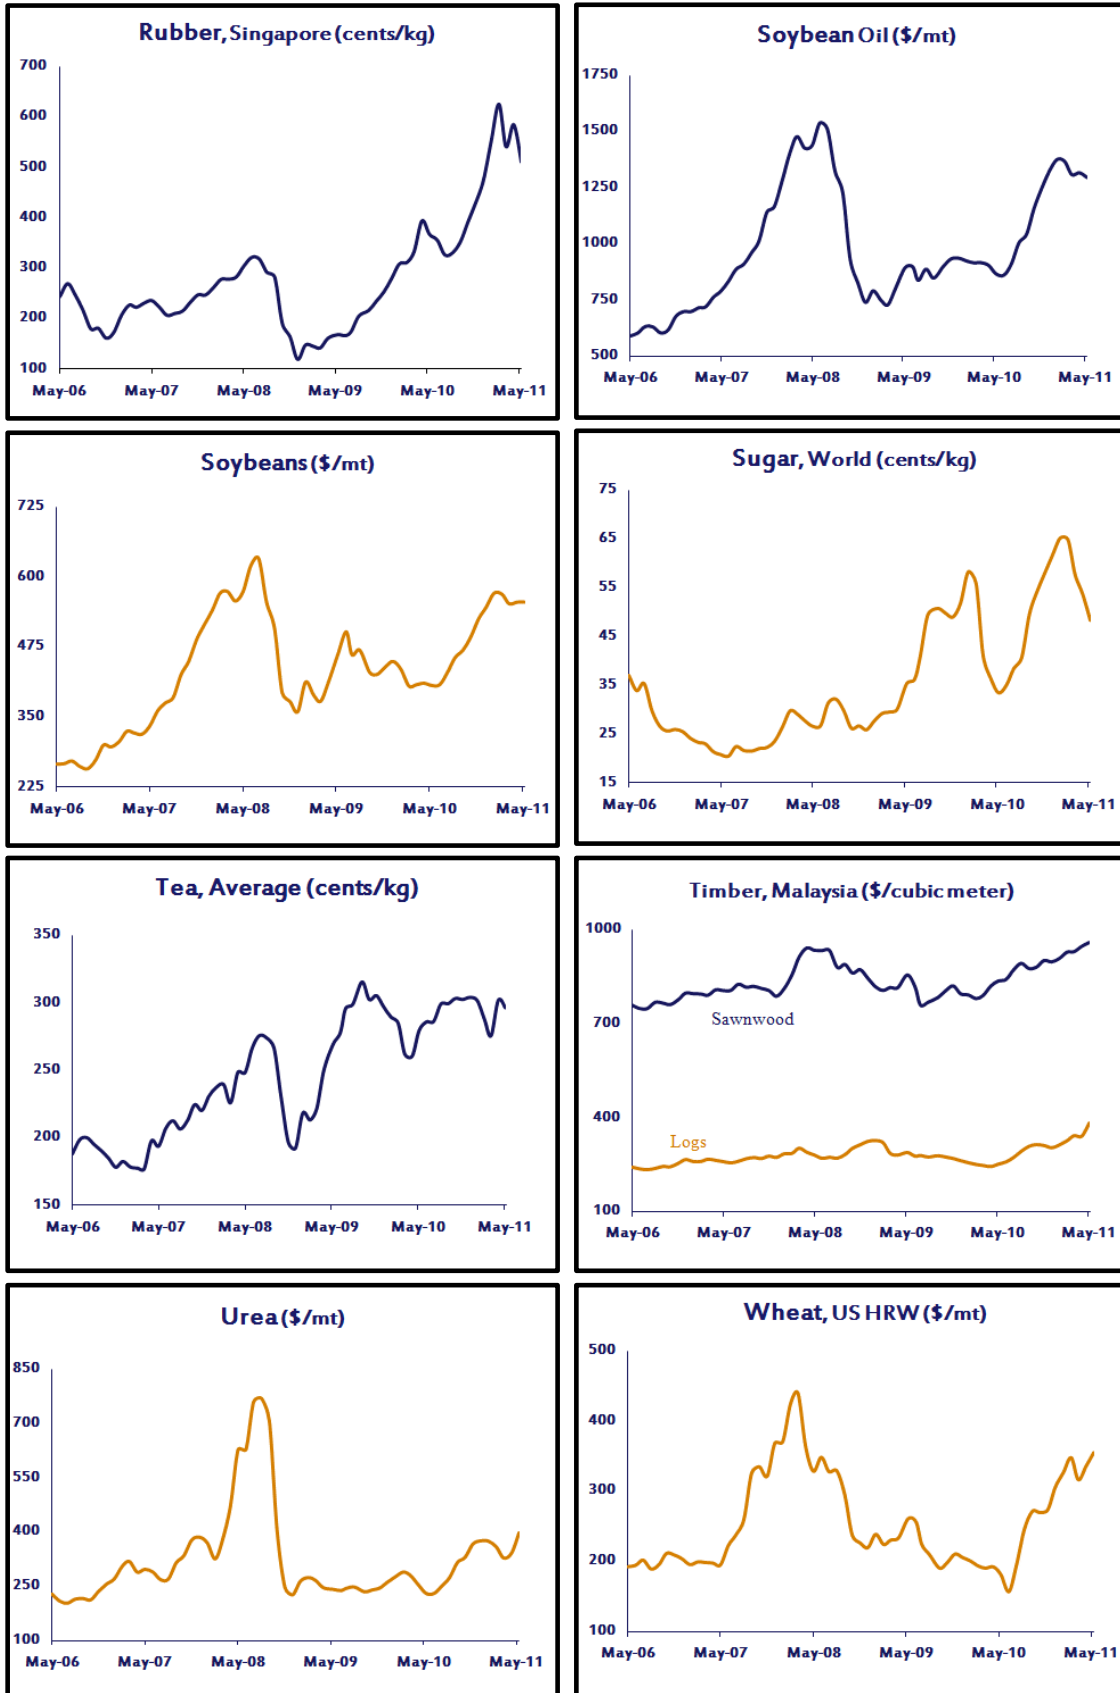 Rubber, Singapore (cents/kg)
700
600
500
400
300
200
100
May-06 May-07 May-08 May-09 May-10 May-11
Soybean Oil ($/mt)
1750
1500
1250
1000
750
500
May-06 May-07 May-08 May-09 May-10 May-11
Soybeans ($/mt)
725
600
475
350
225
May-06 May-07 May-08 May-09 May-10 May-11
Sugar, World (cents/kg)
75
65
55
45
35
25
15
May-06 May-07 May-08 May-09 May-10 May-11
Tea, Average (cents/kg)
350
300
250
200
150
May-06 May-07 May-08 May-09 May-10 May-11
Timber, Malaysia ($/cubic meter)
1000
700
Sawnwood
400
Logs
100
May-06 May-07 May-08 May-09 May-10 May-11
Urea ($/mt)
850
700
550
400
250
100
May-06 May-07 May-08 May-09 May-10 May-11
Wheat, US HRW ($/mt)
500
400
300
200
100
May-06 May-07 May-08 May-09 May-10 May-11